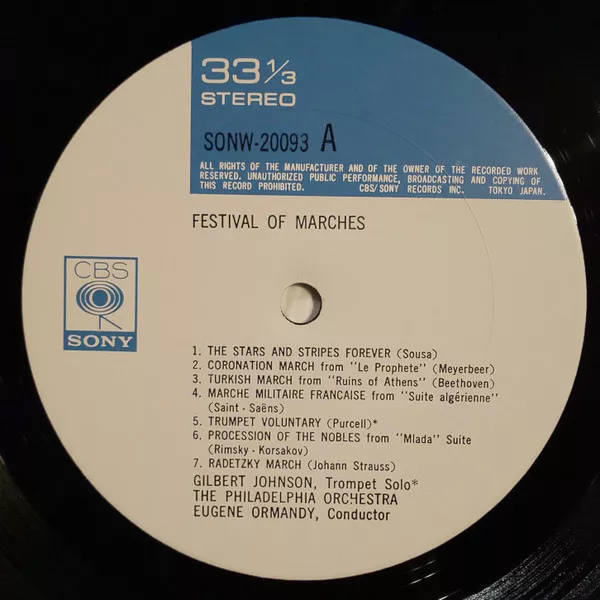 33 1/3
STEREO
SONW-20093 A
ALL RIGHTS OF THE MANUFACTURER AND OF THE OWNER OF THE RECORDED WORK
RESERVED. UNAUTHORIZED PUBLIC PERFORMANCE, BROADCASTING AND COPYING OF
THIS RECORD PROHIBITED. CBS/SONY RECORDS INC. TOKYO JAPAN.
FESTIVAL OF MARCHES
CBS
SONY
1. THE STARS AND STRIPES FOREVER (Sousa)
2. CORONATION MARCH from "Le Prophete" (Meyerbeer)
3. TURKISH MARCH from "Ruins of Athens" (Beethoven)
4. MARCHE MILITAIRE FRANCAISE from "Suite algérienne"
(Saint-Saëns)
5. TRUMPET VOLUNTARY (Purcell)*
6. PROCESSION OF THE NOBLES from "Mlada" Suite
(Rimsky-Korsakov)
7. RADETZKY MARCH (Johann Strauss)
GILBERT JOHNSON, Trompet Solo*
THE PHILADELPHIA ORCHESTRA
EUGENE ORMANDY, Conductor